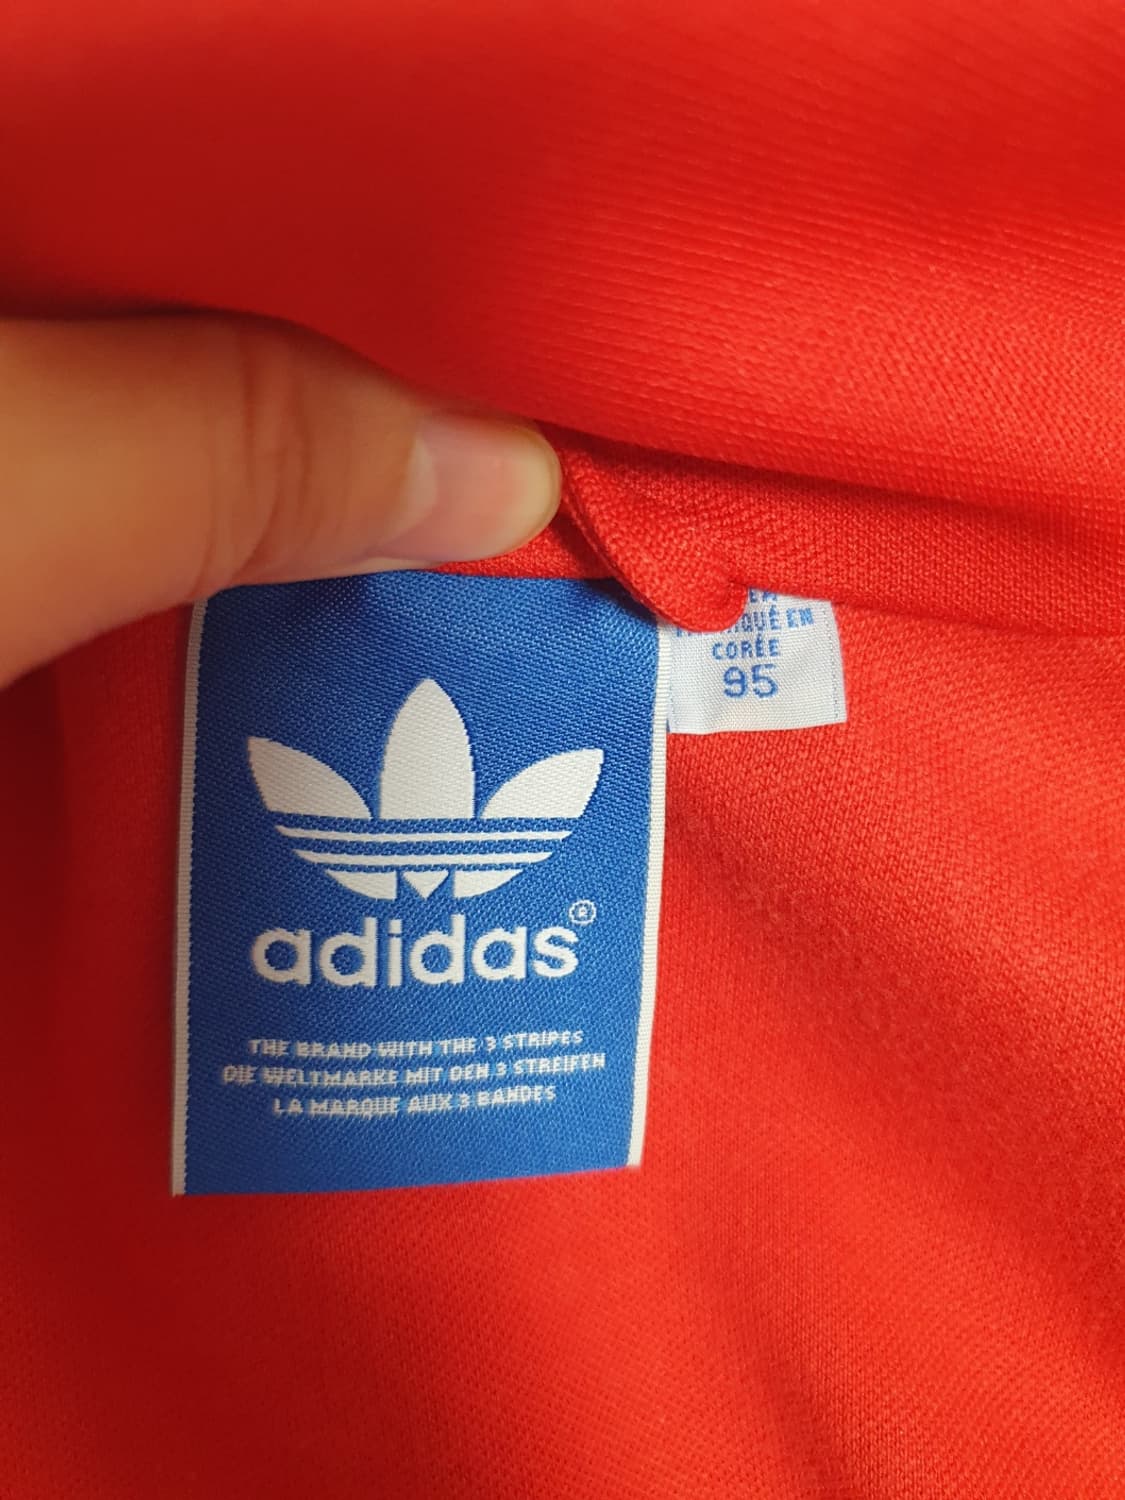 EN
CORÉE
95
adidas®
THE BRAND WITH THE 3 STRIPES
DIE WELTMARKE MIT DEN 3 STREIFEN
LA MARQUE AUX 3 BANDES